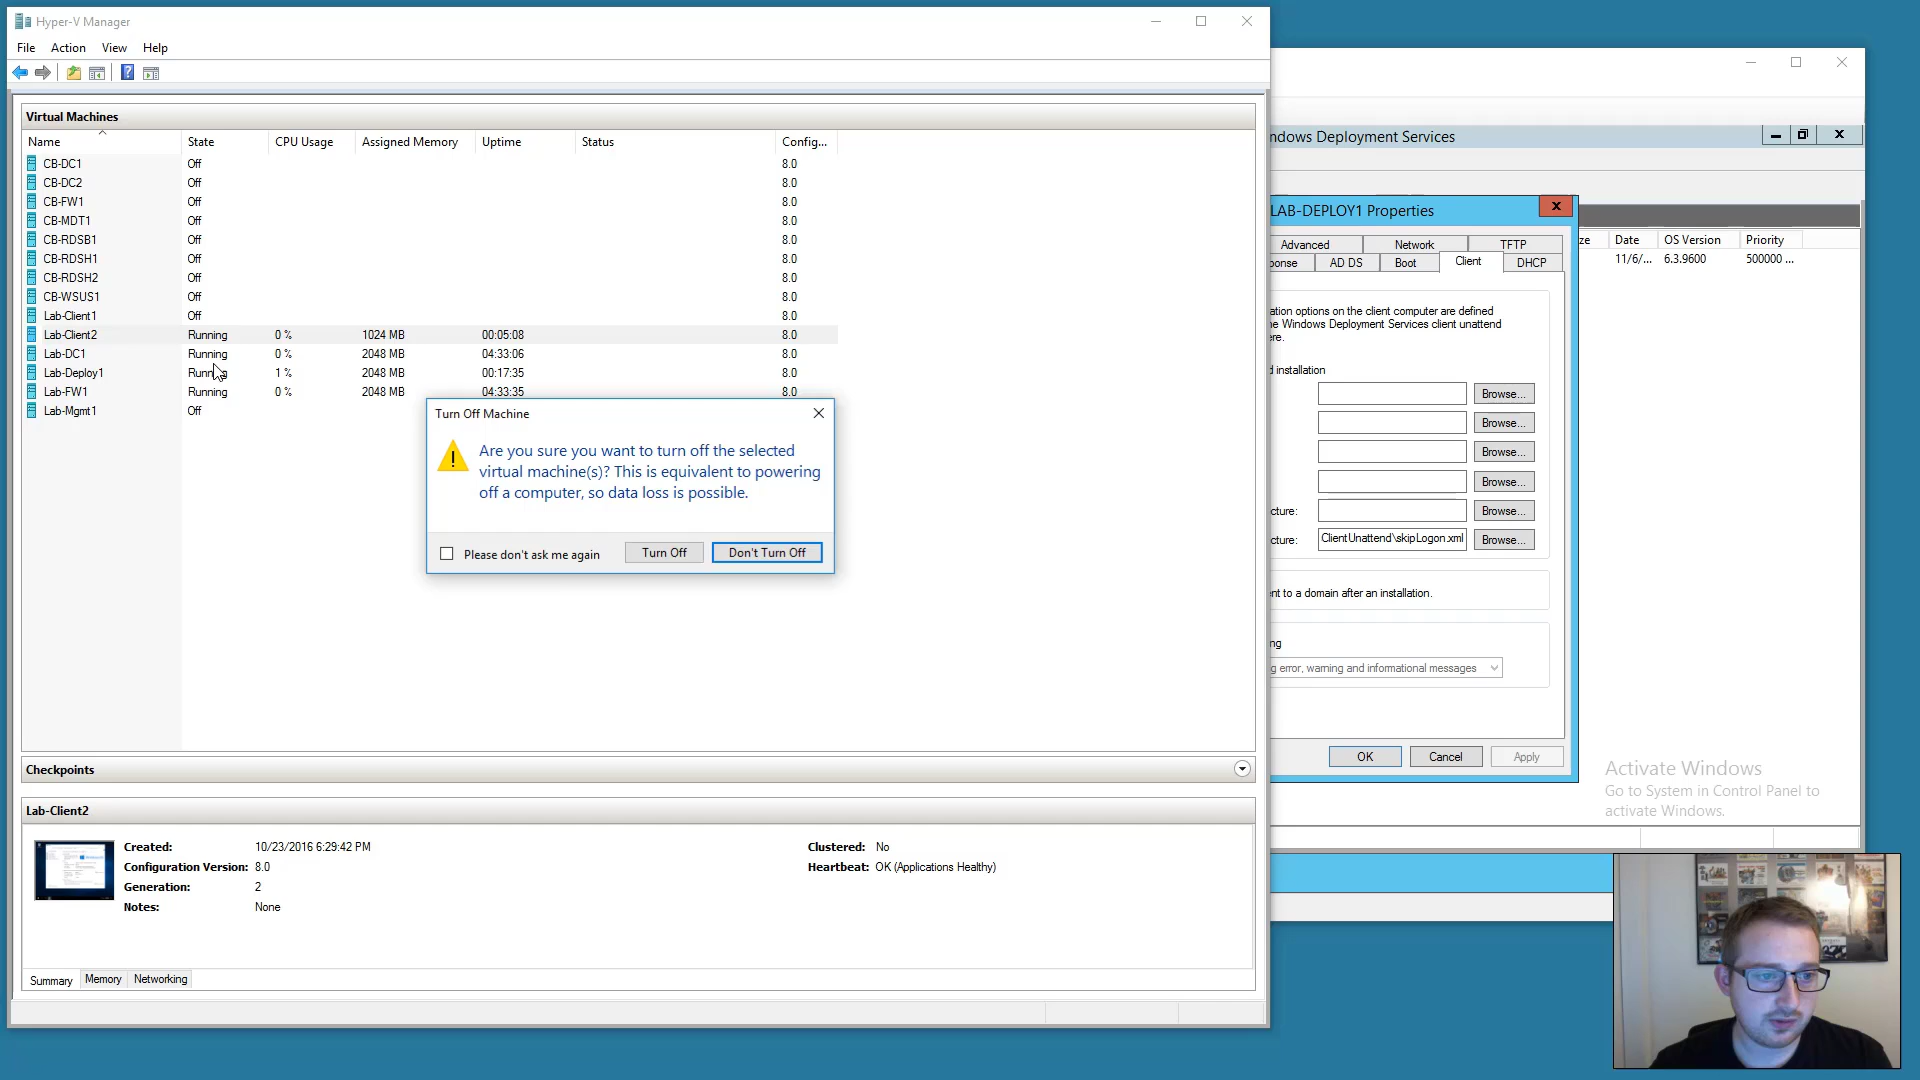 Hyper-V Manager
File Action View Help
Virtual Machines
Name State CPU Usage Assigned Memory Uptime Status Config...
CB-DC1 Off 8.0
CB-DC2 Off 8.0
CB-FW1 Off 8.0
CB-MDT1 Off 8.0
CB-RDSB1 Off 8.0
CB-RDSH1 Off 8.0
CB-RDSH2 Off 8.0
CB-WSUS1 Off 8.0
Lab-Client1 Off 8.0
Lab-Client2 Running 0 % 1024 MB 00:05:08 8.0
Lab-DC1 Running 0 % 2048 MB 04:33:06 8.0
Lab-Deploy1 Running 1 % 2048 MB 00:17:35 8.0
Lab-FW1 Running 0 % 2048 MB 04:33:35 8.0
Lab-Mgmt1 Off
Turn Off Machine
Are you sure you want to turn off the selected
virtual machine(s)? This is equivalent to powering
off a computer, so data loss is possible.
Please don't ask me again Turn Off Don't Turn Off
Checkpoints
Lab-Client2
Created: 10/23/2016 6:29:42 PM Clustered: No
Configuration Version: 8.0 Heartbeat: OK (Applications Healthy)
Generation: 2
Notes: None
Summary Memory Networking
ndows Deployment Services
LAB-DEPLOY1 Properties
Advanced Network TFTP
ponse AD DS Boot Client DHCP
ation options on the client computer are defined
e Windows Deployment Services client unattend
ere.
d installation
Browse...
Browse...
Browse...
Browse...
cture: Browse...
cture: ClientUnattend\skipLogon.xml Browse...
nt to a domain after an installation.
ng
g error, warning and informational messages
OK Cancel Apply
ze Date OS Version Priority
11/6/... 6.3.9600 500000 ...
Activate Windows
Go to System in Control Panel to
activate Windows.